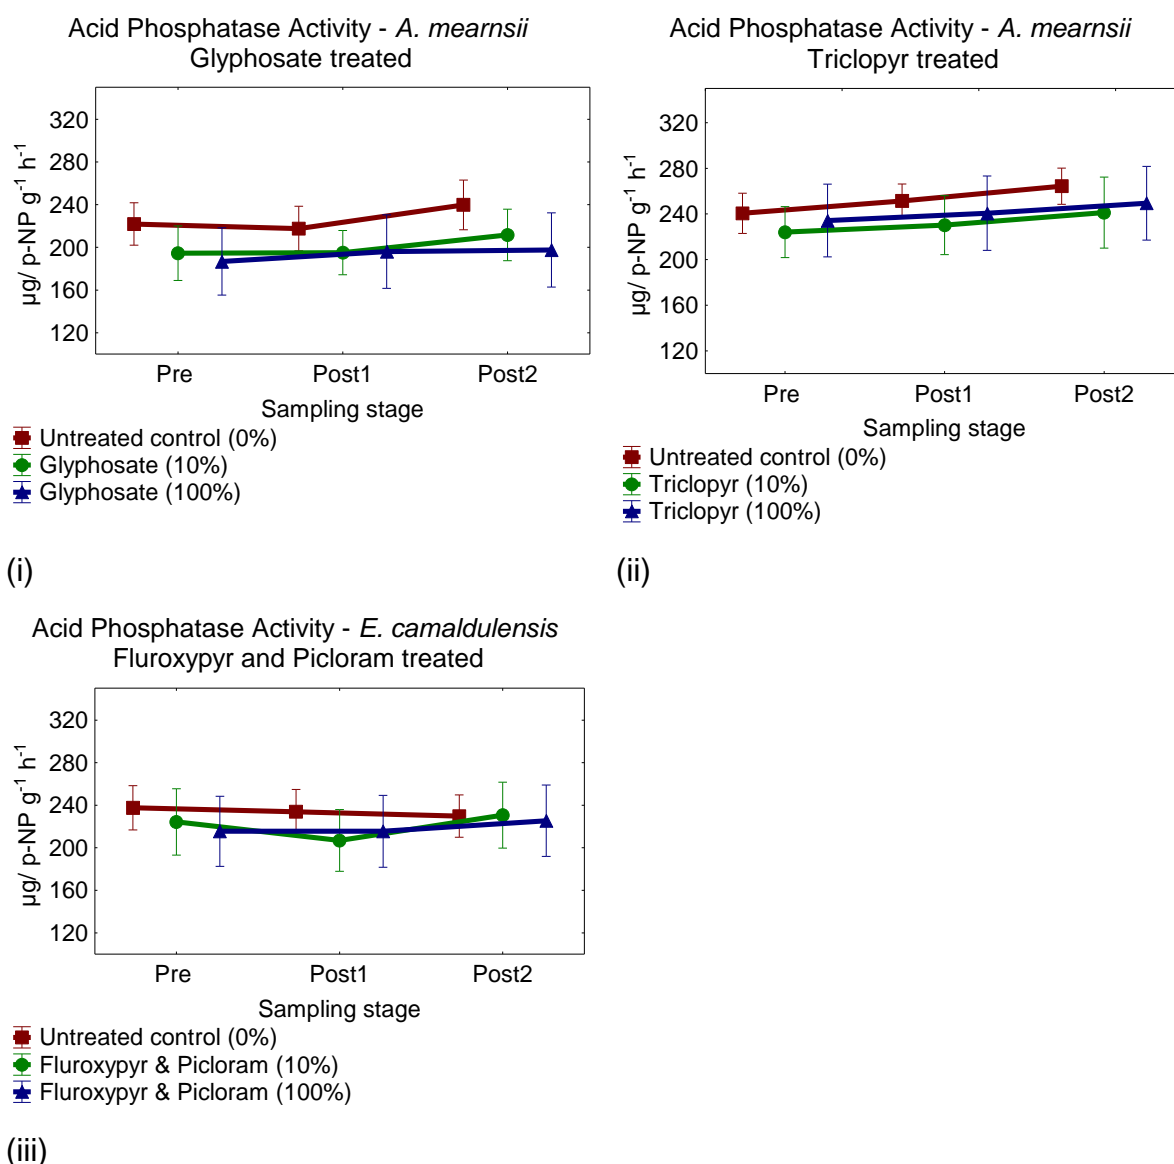 Acid Phosphatase Activity - A. mearnsii
Glyphosate treated
µg/ p-NP g⁻¹ h⁻¹
320
280
240
200
160
120
Pre Post1 Post2
Sampling stage
Untreated control (0%)
Glyphosate (10%)
Glyphosate (100%)
(i)
Acid Phosphatase Activity - A. mearnsii
Triclopyr treated
µg/ p-NP g⁻¹ h⁻¹
320
280
240
200
160
120
Pre Post1 Post2
Sampling stage
Untreated control (0%)
Triclopyr (10%)
Triclopyr (100%)
(ii)
Acid Phosphatase Activity - E. camaldulensis
Fluroxypyr and Picloram treated
µg/ p-NP g⁻¹ h⁻¹
320
280
240
200
160
120
Pre Post1 Post2
Sampling stage
Untreated control (0%)
Fluroxypyr & Picloram (10%)
Fluroxypyr & Picloram (100%)
(iii)